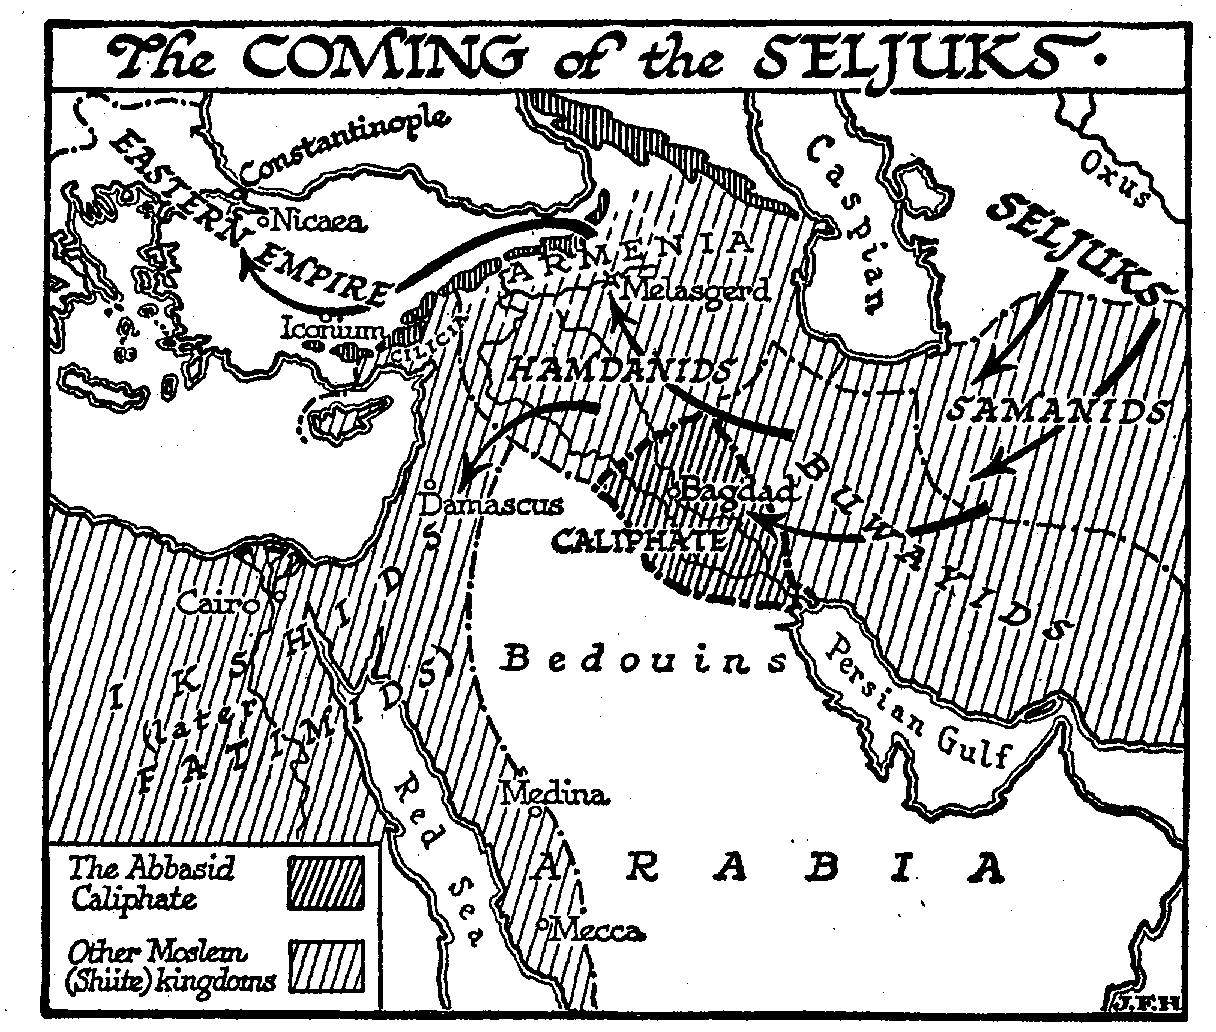 The COMING of the SELJUKS.
Constantinople
EASTERN EMPIRE
Nicaea
Iconium
CILICIA
ARMENIA
Melasgerd
Caspian
Oxus
SELJUKS
HAMDANIDS
SAMANIDS
BUWAYIDS
Bagdad
CALIPHATE
Damascus
Cairo
IKSHIDIDS
(later
FATIMIDS)
Bedouins
Persian Gulf
Red Sea
Medina
ARABIA
Mecca
The Abbasid
Caliphate
Other Moslem
(Shiite) kingdoms
J.F.H